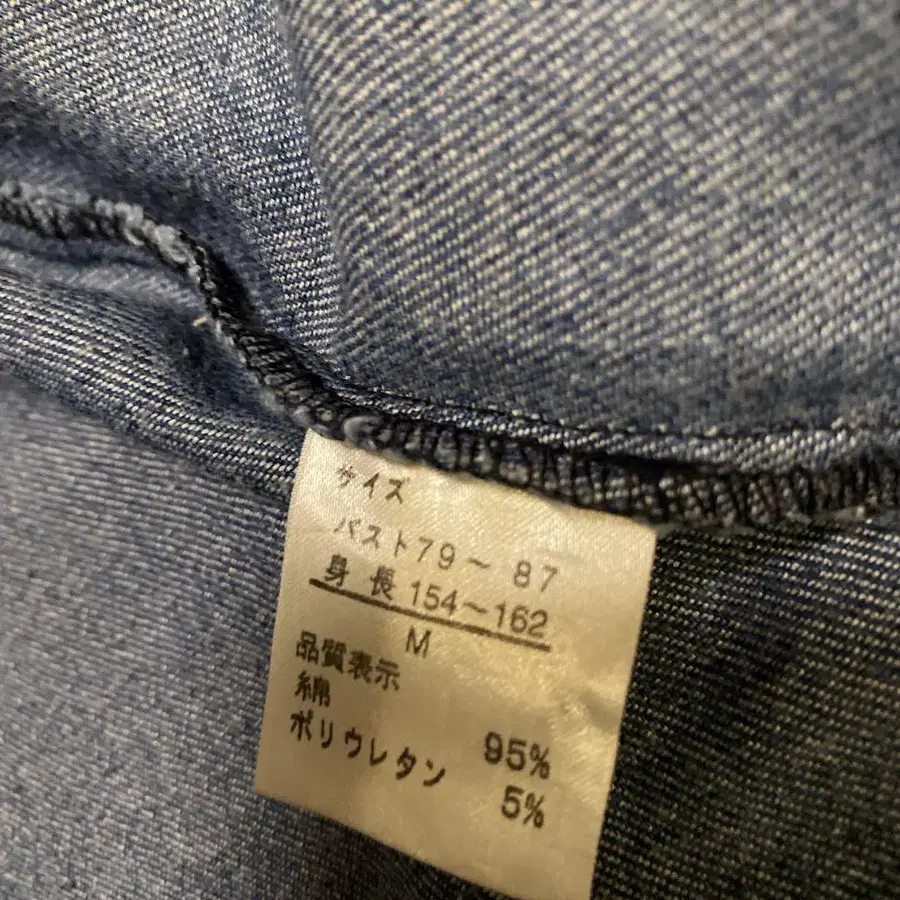 サイズ
バスト79～87
身長154～162
M
品質表示
綿 95%
ポリウレタン 5%